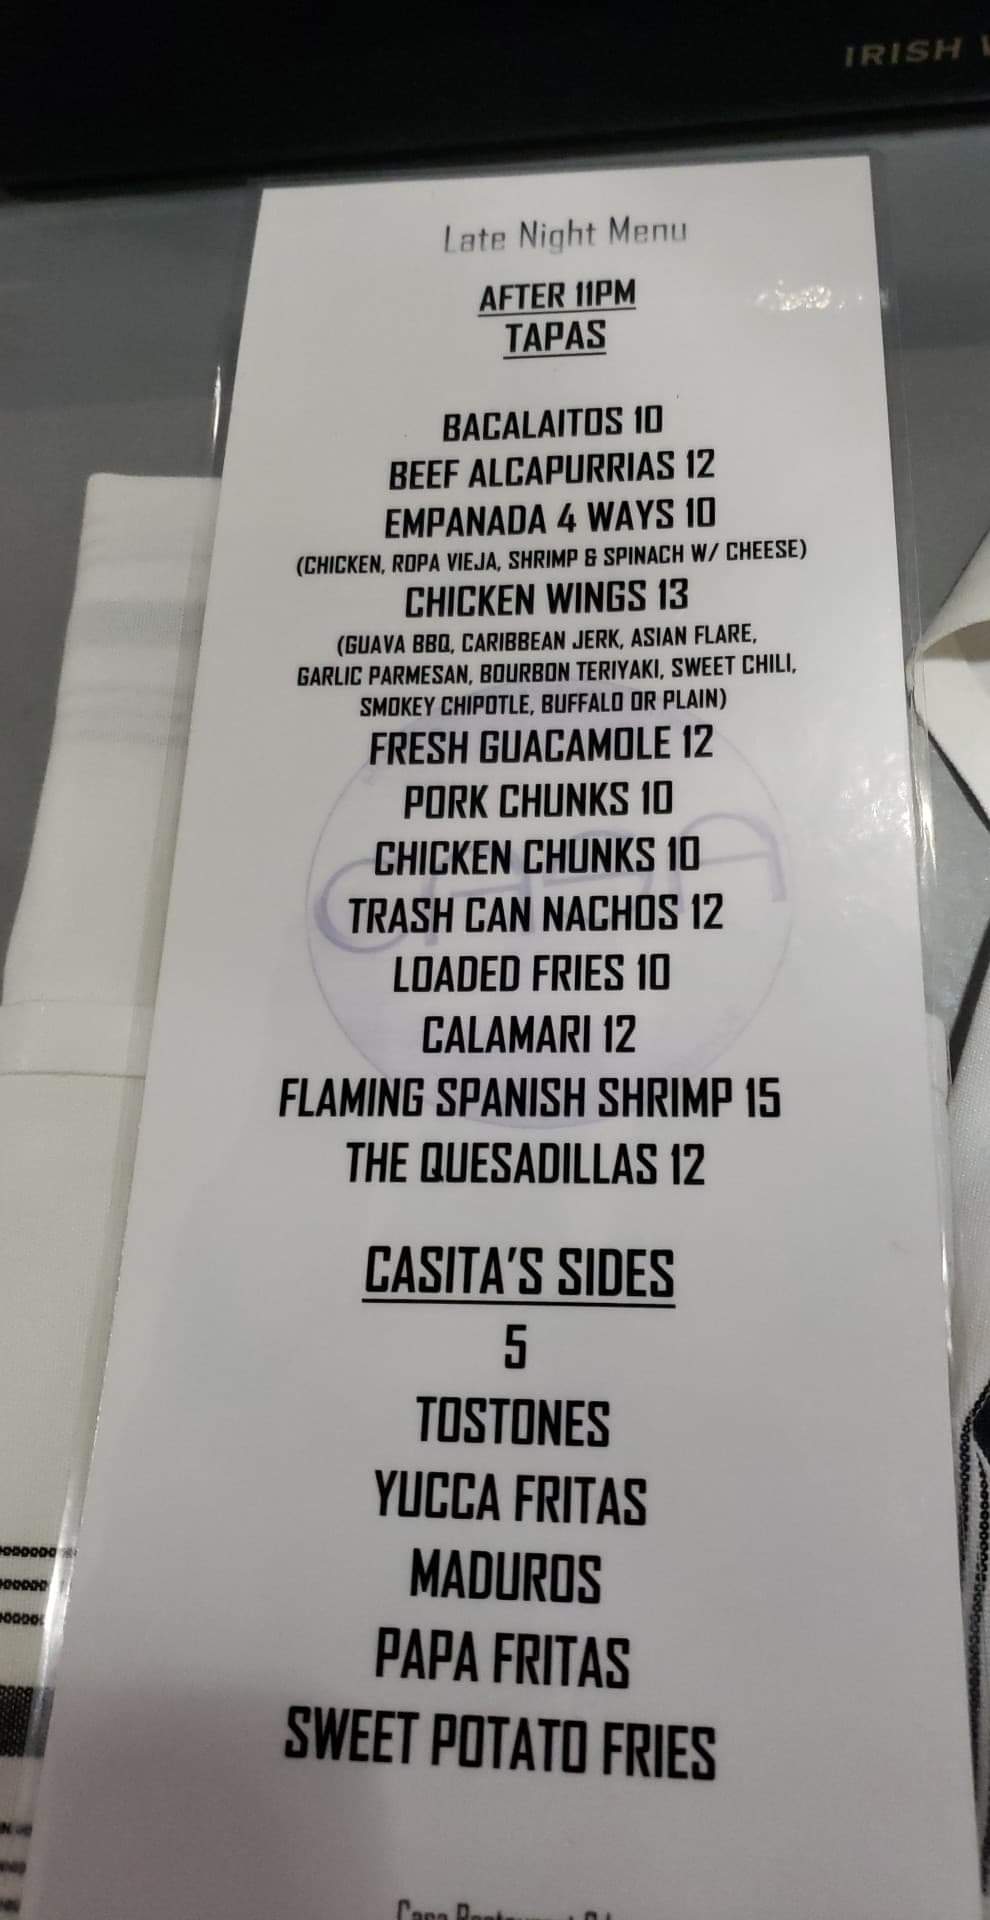 IRISH
Late Night Menu
AFTER 11PM
TAPAS
BACALAITOS 10
BEEF ALCAPURRIAS 12
EMPANADA 4 WAYS 10
(CHICKEN, ROPA VIEJA, SHRIMP & SPINACH W/ CHEESE)
CHICKEN WINGS 13
(GUAVA BBQ, CARIBBEAN JERK, ASIAN FLARE,
GARLIC PARMESAN, BOURBON TERIYAKI, SWEET CHILI,
SMOKEY CHIPOTLE, BUFFALO OR PLAIN)
FRESH GUACAMOLE 12
PORK CHUNKS 10
CHICKEN CHUNKS 10
TRASH CAN NACHOS 12
LOADED FRIES 10
CALAMARI 12
FLAMING SPANISH SHRIMP 15
THE QUESADILLAS 12
CASA
CASITA'S SIDES
5
TOSTONES
YUCCA FRITAS
MADUROS
PAPA FRITAS
SWEET POTATO FRIES
Casa Restaurant